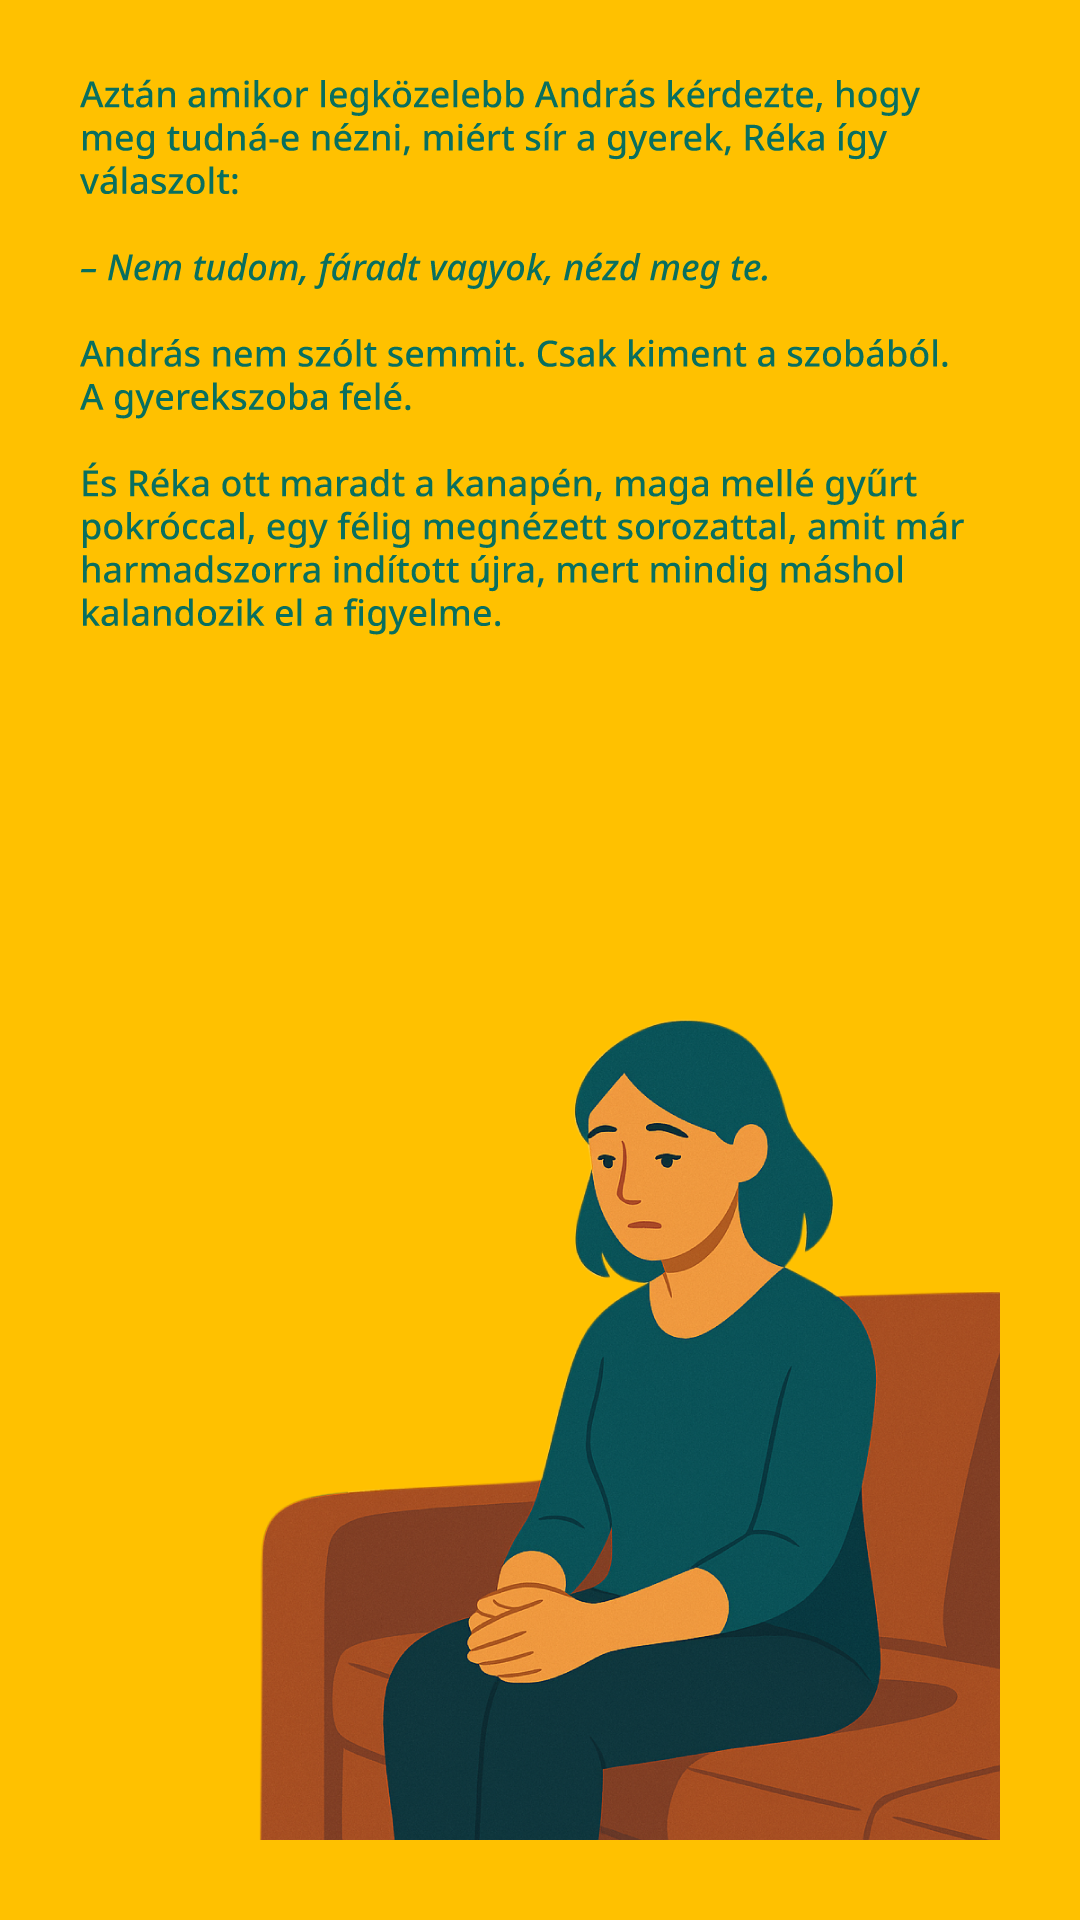 Aztán amikor legközelebb András kérdezte, hogy
meg tudná-e nézni, miért sír a gyerek, Réka így
válaszolt:
– Nem tudom, fáradt vagyok, nézd meg te.
András nem szólt semmit. Csak kiment a szobából.
A gyerekszoba felé.
És Réka ott maradt a kanapén, maga mellé gyűrt
pokróccal, egy félig megnézett sorozattal, amit már
harmadszorra indított újra, mert mindig máshol
kalandozik el a figyelme.